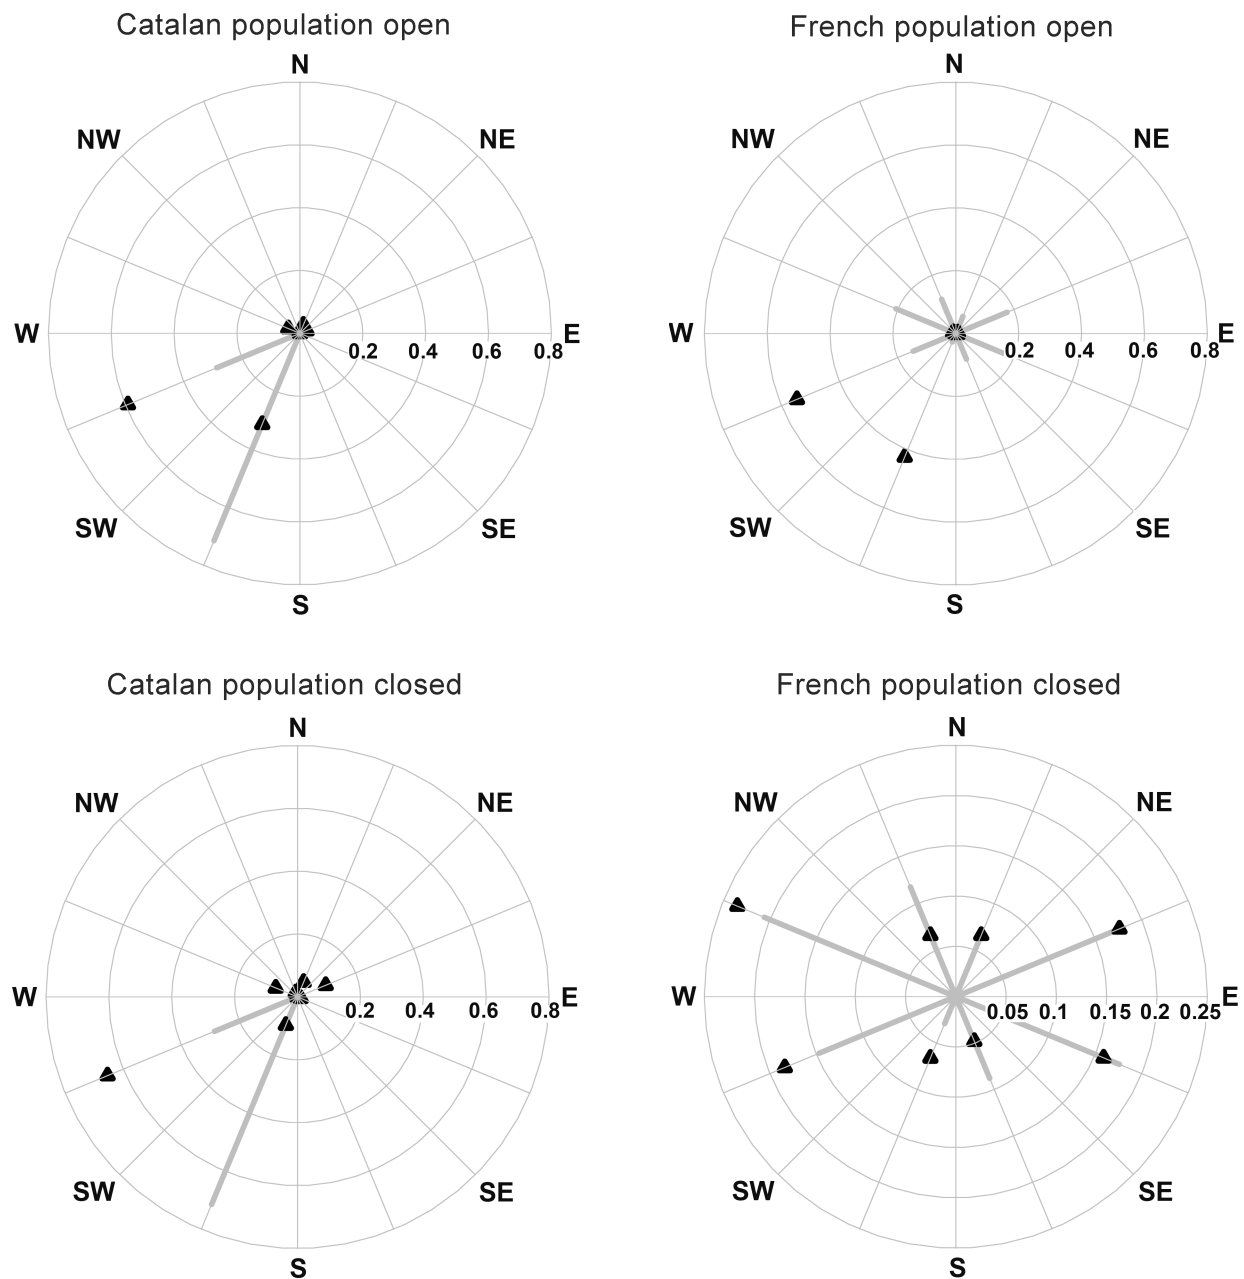 Catalan population open
N
NW
NE
W
E
0.2 0.4 0.6 0.8
SW
SE
S
French population open
N
NW
NE
W
E
0.2 0.4 0.6 0.8
SW
SE
S
Catalan population closed
N
NW
NE
W
E
0.2 0.4 0.6 0.8
SW
SE
S
French population closed
N
NW
NE
W
E
0.05 0.1 0.15 0.2 0.25
SW
SE
S